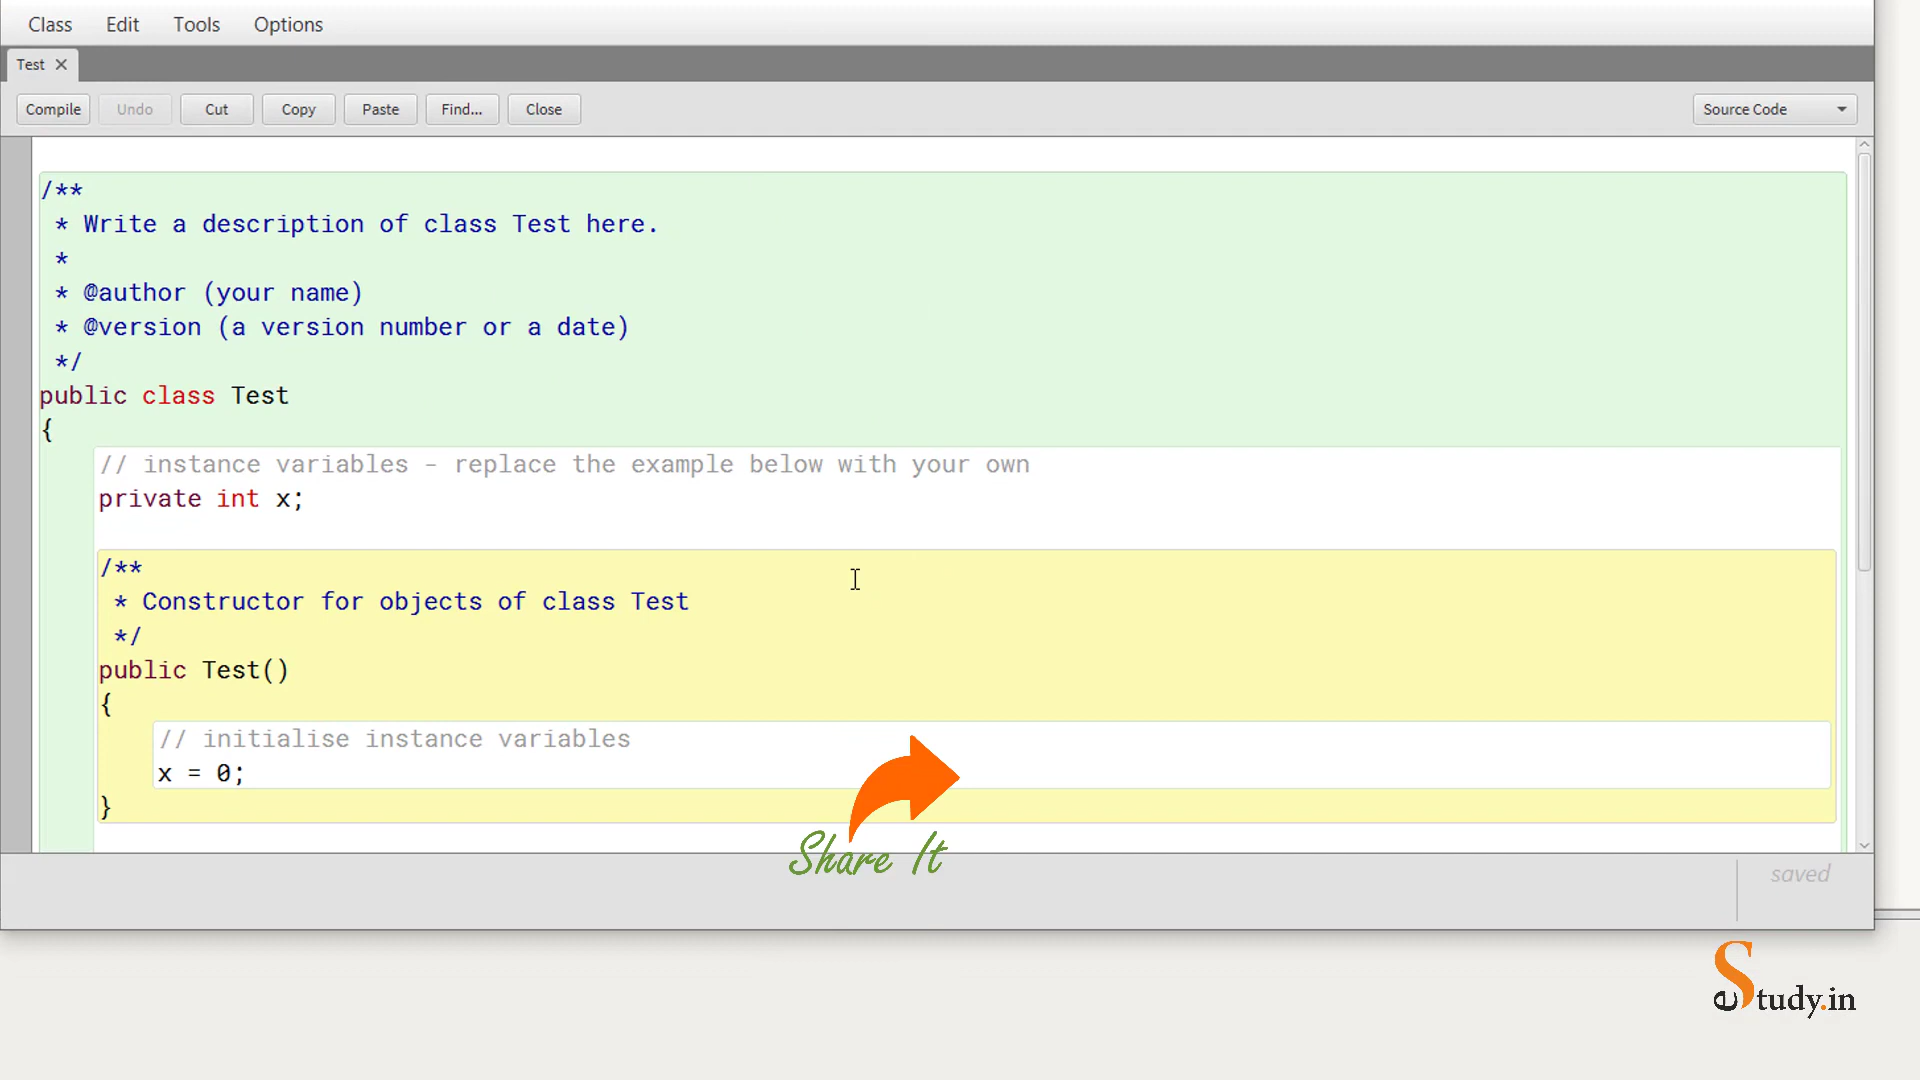 Class Edit Tools Options
Test
Compile Undo Cut Copy Paste Find... Close Source Code
/**
 * Write a description of class Test here.
 *
 * @author (your name)
 * @version (a version number or a date)
 */
public class Test
{
// instance variables - replace the example below with your own
private int x;
/**
 * Constructor for objects of class Test
 */
public Test()
{
// initialise instance variables
x = 0;
}
Share It
saved
eStudy.in